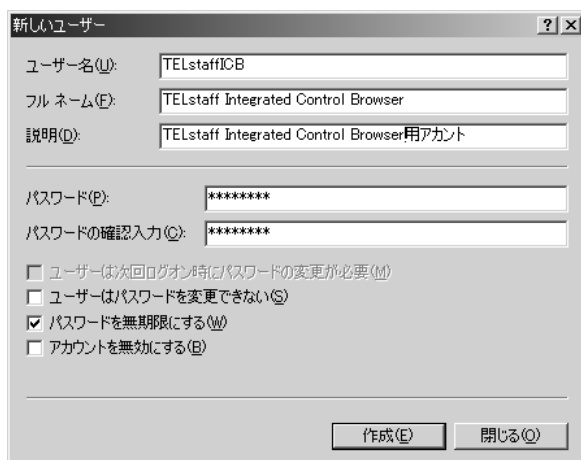 新しいユーザー
ユーザー名(U): TELstaffICB
フル ネーム(F): TELstaff Integrated Control Browser
説明(D): TELstaff Integrated Control Browser用アカント
パスワード(P): ********
パスワードの確認入力(C): ********
ユーザーは次回ログオン時にパスワードの変更が必要(M)
ユーザーはパスワードを変更できない(S)
パスワードを無期限にする(W)
アカウントを無効にする(B)
作成(E) 閉じる(O)